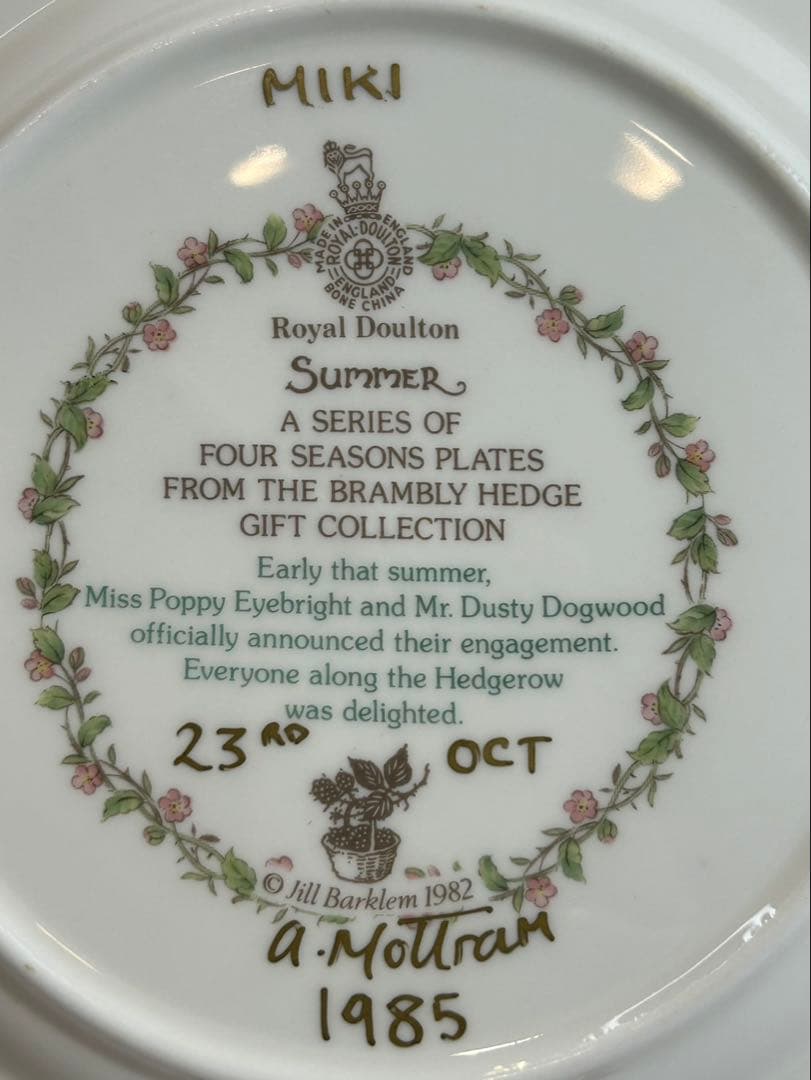 MIKI
MADE IN ENGLAND
ROYAL·DOULTON
ENGLAND
BONE CHINA
Royal Doulton
Summer
A SERIES OF
FOUR SEASONS PLATES
FROM THE BRAMBLY HEDGE
GIFT COLLECTION
Early that summer,
Miss Poppy Eyebright and Mr. Dusty Dogwood
officially announced their engagement.
Everyone along the Hedgerow
was delighted.
23RD OCT
© Jill Barklem 1982
A. Mottram
1985